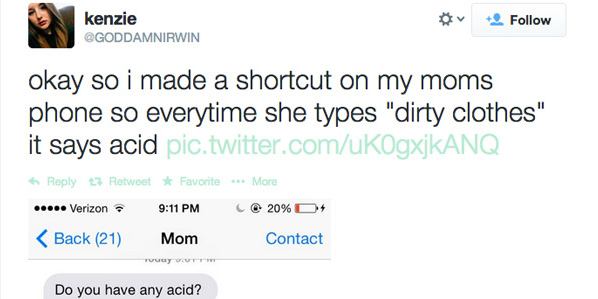 kenzie
@GODDAMNIRWIN
Follow
okay so i made a shortcut on my moms
phone so everytime she types "dirty clothes"
it says acid pic.twitter.com/uK0gxjkANQ
Reply Retweet Favorite More
Verizon 9:11 PM 20%
Back (21) Mom Contact
Today
Do you have any acid?